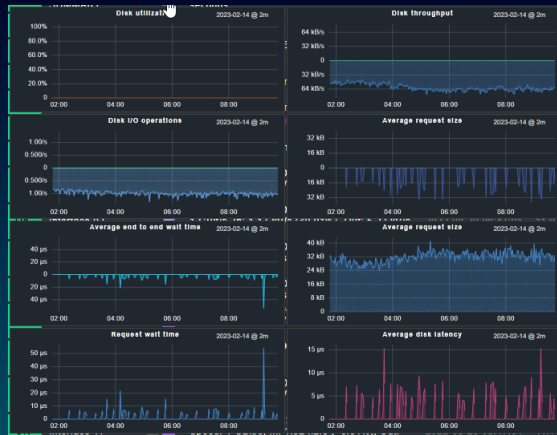 Disk utilizati
2023-02-14 @ 2m
100%
80.0%
60.0%
40.0%
20.0%
02:00 04:00 06:00 08:00
Disk throughput
2023-02-14 @ 2m
64 kB/s
32 kB/s
0
32 kB/s
64 kB/s
02:00 04:00 06:00 08:00
Disk I/O operations
2023-02-14 @ 2m
1.00/s
0.500/s
0
0.500/s
1.00/s
02:00 04:00 06:00 08:00
Average request size
2023-02-14 @ 2m
32 kB
16 kB
0
16 kB
32 kB
02:00 04:00 06:00 08:00
Average end to end wait time
2023-02-14 @ 2m
40 µs
20 µs
0
20 µs
40 µs
02:00 04:00 06:00 08:00
Average request size
2023-02-14 @ 2m
40 kB
32 kB
24 kB
16 kB
8 kB
0
02:00 04:00 06:00 08:00
Request wait time
2023-02-14 @ 2m
50 µs
40 µs
30 µs
20 µs
10 µs
0
02:00 04:00 06:00 08:00
Average disk latency
2023-02-14 @ 2m
15 µs
10 µs
5 µs
0
02:00 04:00 06:00 08:00